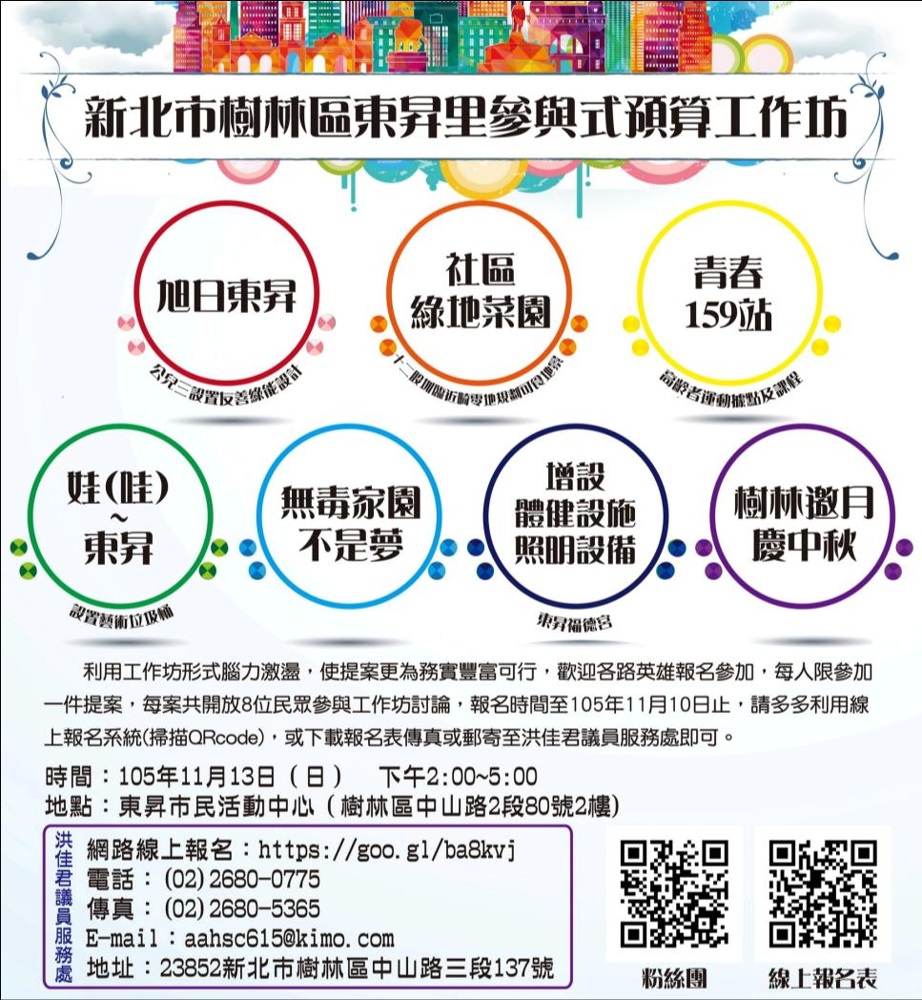 新北市樹林區東昇里參與式預算工作坊
旭日東昇
公兒三設置友善綠能設計
社區
綠地菜園
十二股圳臨近畸零地規劃可食地景
青春
159站
高齡者運動據點及課程
娃(哇)
~
東昇
設置藝術垃圾桶
無毒家園
不是夢
增設
體健設施
照明設備
東昇福德宮
樹林邀月
慶中秋
利用工作坊形式腦力激盪，使提案更為務實豐富可行，歡迎各路英雄報名參加，每人限參加
一件提案，每案共開放8位民眾參與工作坊討論，報名時間至105年11月10日止，請多多利用線
上報名系統(掃描QRcode)，或下載報名表傳真或郵寄至洪佳君議員服務處即可。
時間：105年11月13日（日） 下午2:00~5:00
地點：東昇市民活動中心（樹林區中山路2段80號2樓)
洪佳君議員服務處
網路線上報名：https://goo.gl/ba8kvj
電話：(02)2680-0775
傳真：(02)2680-5365
E-mail：aahsc615@kimo.com
地址：23852新北市樹林區中山路三段137號
粉絲團
線上報名表